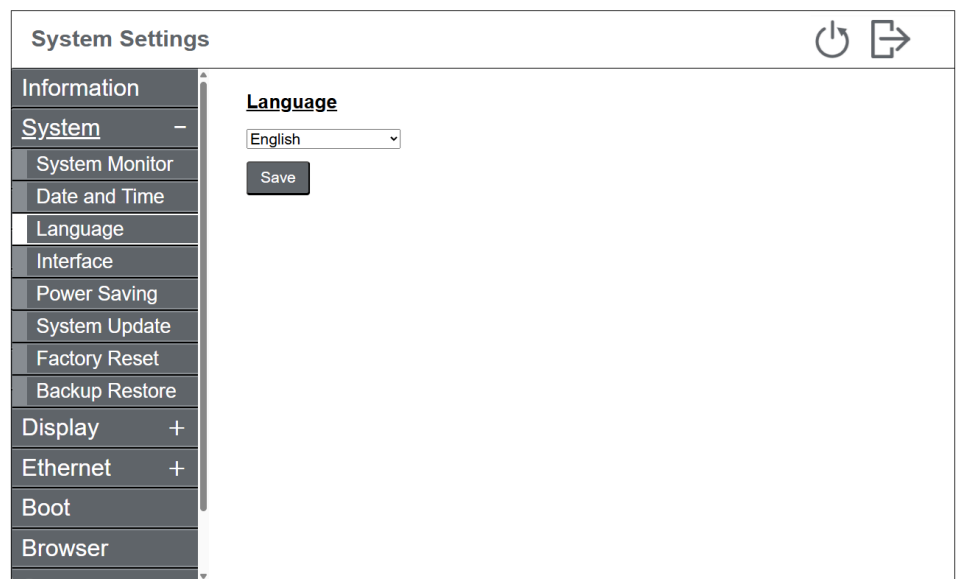 System Settings
Information
System −
System Monitor
Date and Time
Language
Interface
Power Saving
System Update
Factory Reset
Backup Restore
Display +
Ethernet +
Boot
Browser
Language
English
Save